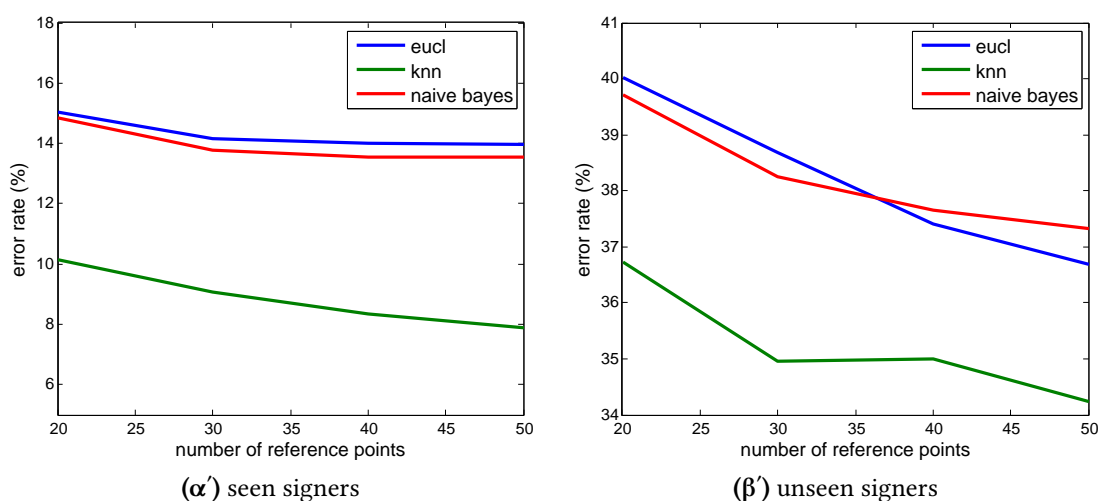 18
16
14
12
10
8
6
20 25 30 35 40 45 50
error rate (%)
number of reference points
eucl
knn
naive bayes
(α′) seen signers
41
40
39
38
37
36
35
34
20 25 30 35 40 45 50
error rate (%)
number of reference points
eucl
knn
naive bayes
(β′) unseen signers